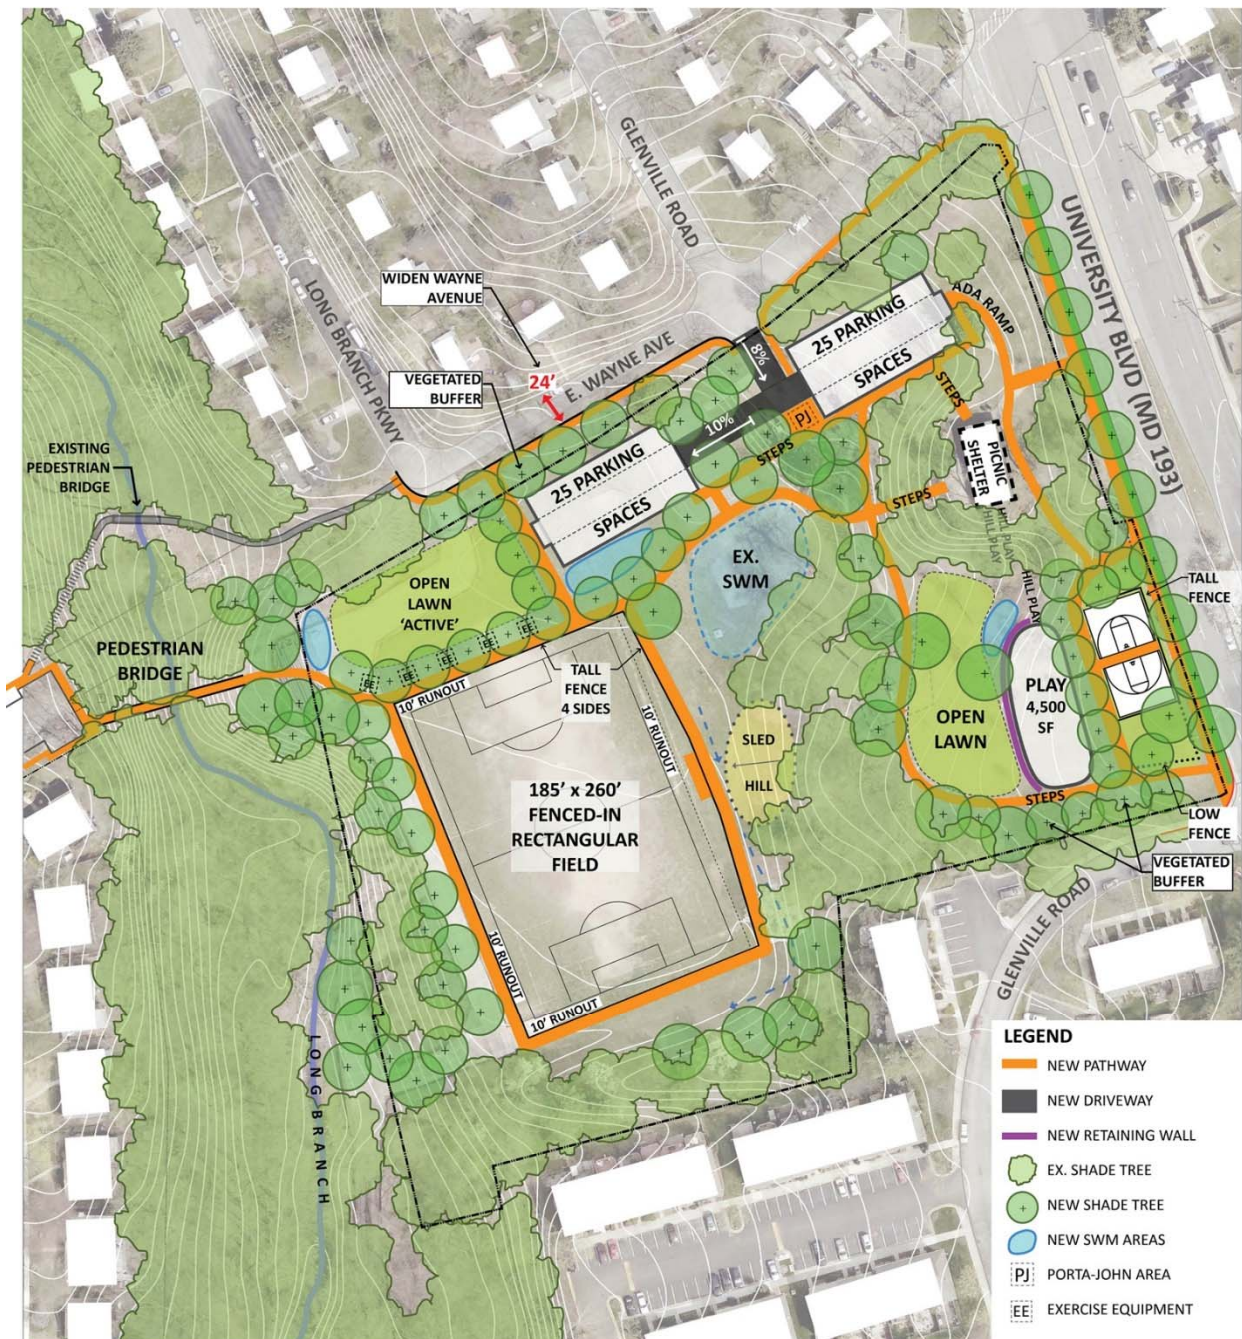 GLENVILLE ROAD
UNIVERSITY BLVD (MD 193)
WIDEN WAYNE
AVENUE
LONG BRANCH PKWY
24'
E. WAYNE AVE
VEGETATED
BUFFER
8%
10%
25 PARKING
SPACES
ADA RAMP
STEPS
PJ
STEPS
PICNIC
SHELTER
STEPS
HILL PLAY
HILL PLAY
HILL PLAY
EXISTING
PEDESTRIAN
BRIDGE
25 PARKING
SPACES
EX.
SWM
OPEN
LAWN
'ACTIVE'
TALL
FENCE
PEDESTRIAN
BRIDGE
EE
EE
EE
EE
EE
TALL
FENCE
4 SIDES
10' RUNOUT
10' RUNOUT
10' RUNOUT
10' RUNOUT
185' x 260'
FENCED-IN
RECTANGULAR
FIELD
SLED
HILL
OPEN
LAWN
PLAY
4,500
SF
STEPS
LOW
FENCE
VEGETATED
BUFFER
GLENVILLE ROAD
LONG BRANCH
LEGEND
NEW PATHWAY
NEW DRIVEWAY
NEW RETAINING WALL
EX. SHADE TREE
NEW SHADE TREE
NEW SWM AREAS
PJ PORTA-JOHN AREA
EE EXERCISE EQUIPMENT